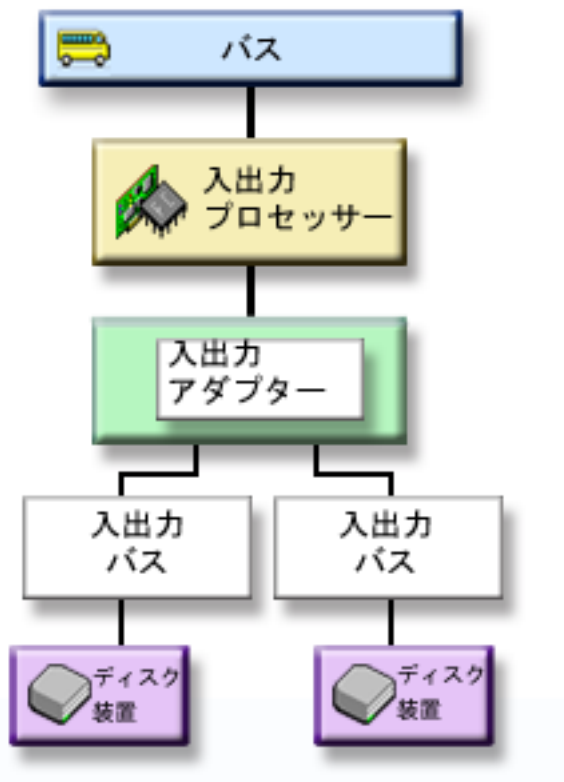 バス
入出力
プロセッサー
入出力
アダプター
入出力
バス
入出力
バス
ディスク
装置
ディスク
装置